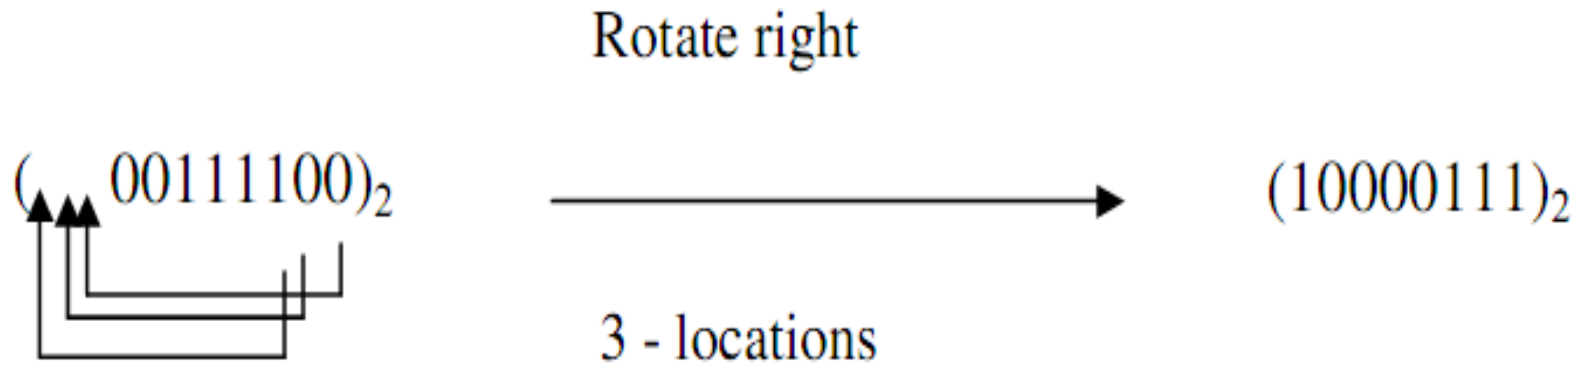 Rotate right
( 00111100)₂ (10000111)₂
3 - locations